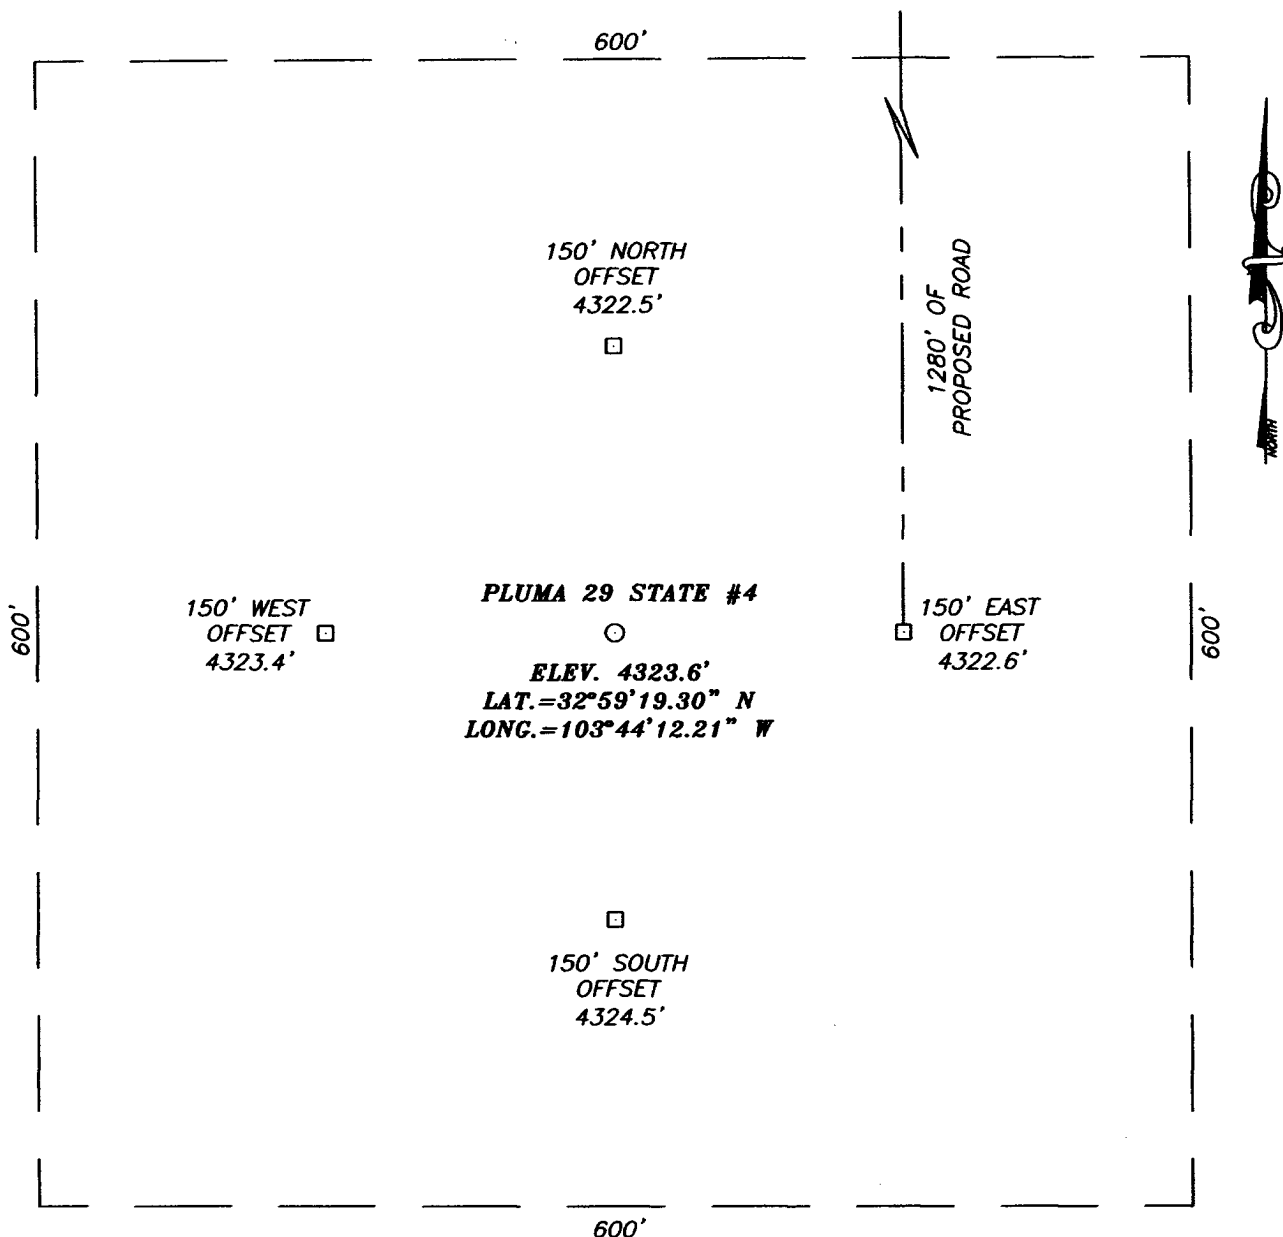 600'
150' NORTH
OFFSET
4322.5'
1280' OF
PROPOSED ROAD
NORTH
600'
150' WEST
OFFSET
4323.4'
PLUMA 29 STATE #4
ELEV. 4323.6'
LAT.=32°59'19.30" N
LONG.=103°44'12.21" W
150' EAST
OFFSET
4322.6'
600'
150' SOUTH
OFFSET
4324.5'
600'